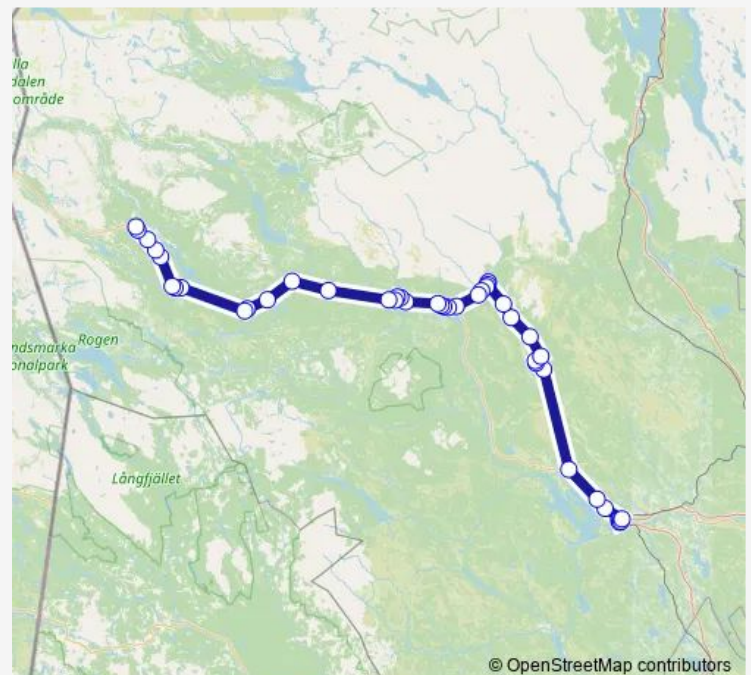 lla
dalen
område
ndsmarka
onalpark
Rogen
Långfjället
© OpenStreetMap contributors